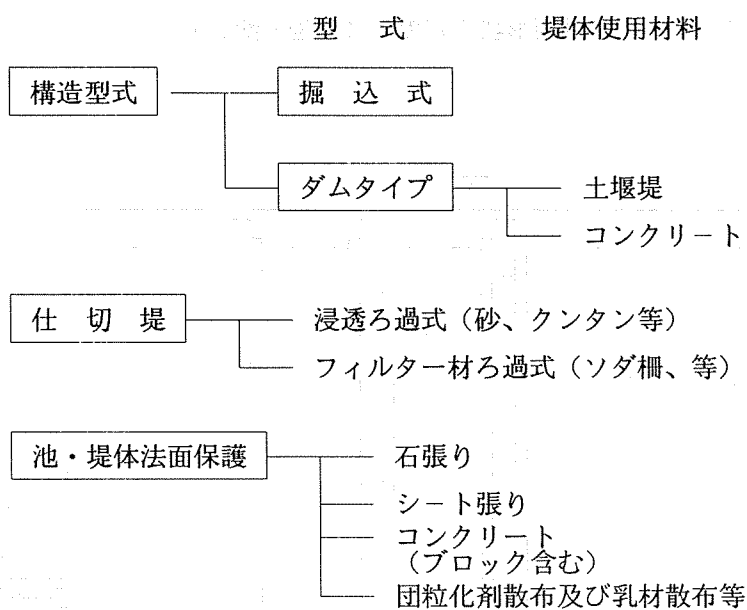 型 式 堤体使用材料
構造型式 掘 込 式
ダムタイプ 土堰堤
コンクリート
仕 切 堤 浸透ろ過式（砂、クンタン等）
フィルター材ろ過式（ソダ柵、等）
池・堤体法面保護 石張り
シート張り
コンクリート
（ブロック含む）
団粒化剤散布及び乳材散布等